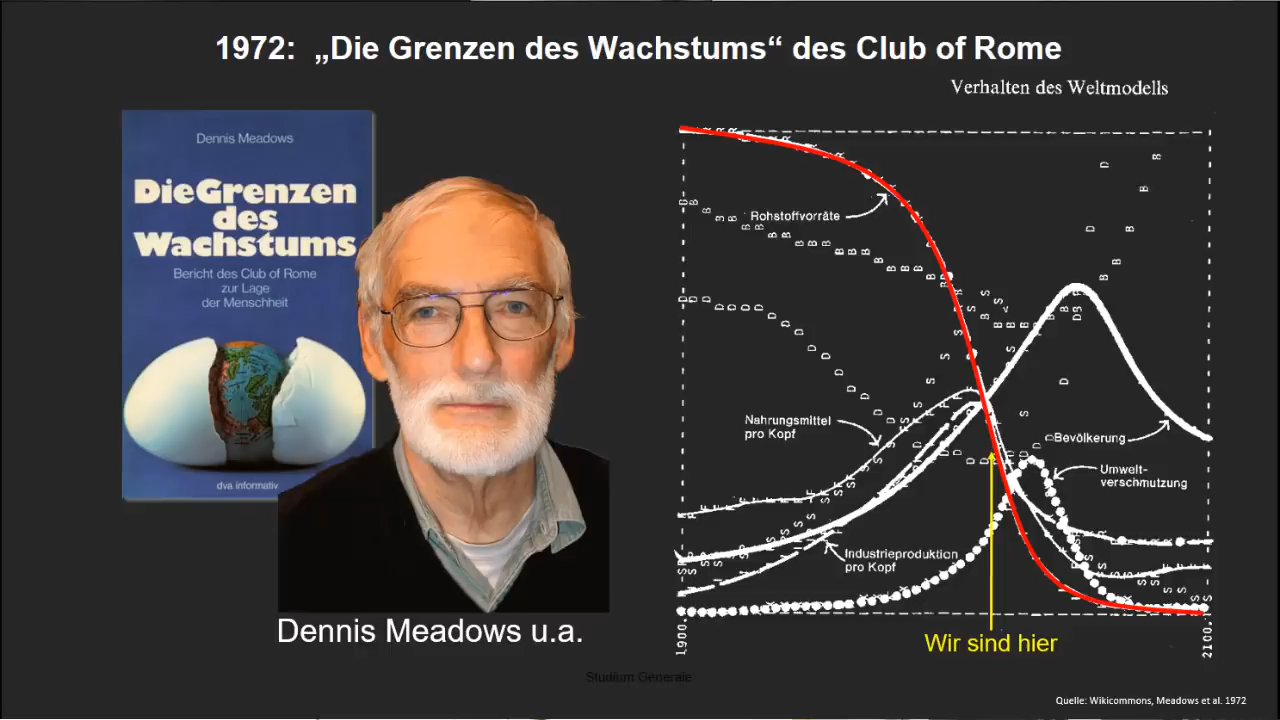 1972: „Die Grenzen des Wachstums“ des Club of Rome
Verhalten des Weltmodells
Dennis Meadows
Die Grenzen
des
Wachstums
Bericht des Club of Rome
zur Lage
der Menschheit
dva informativ
Dennis Meadows u.a.
Rohstoffvorräte
Nahrungsmittel
pro Kopf
Bevölkerung
Umwelt-
verschmutzung
Industrieproduktion
pro Kopf
1900
2100
Wir sind hier
Studium Generale
Quelle: Wikicommons, Meadows et al. 1972